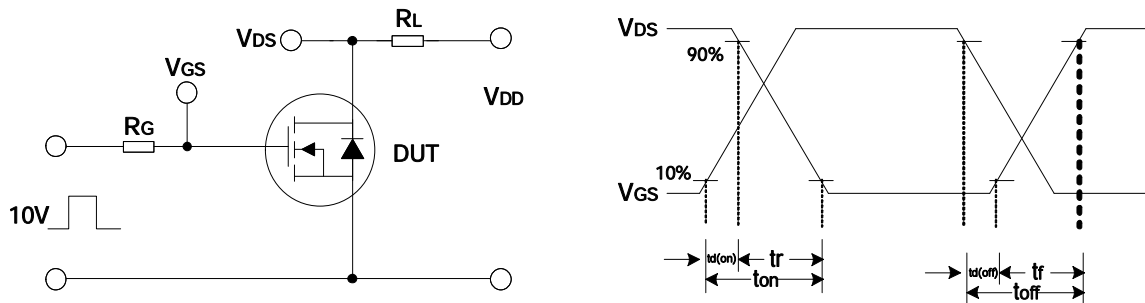 RL
VDS
VGS
VDD
RG
DUT
10V
VDS
90%
10%
VGS
td(on) tr
ton
td(off) tf
toff